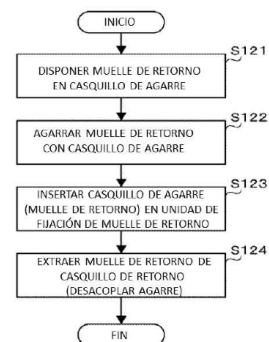 INICIO
S121
DISPONER MUELLE DE RETORNO
EN CASQUILLO DE AGARRE
S122
AGARRAR MUELLE DE RETORNO
CON CASQUILLO DE AGARRE
S123
INSERTAR CASQUILLO DE AGARRE
(MUELLE DE RETORNO) EN UNIDAD DE
FIJACIÓN DE MUELLE DE RETORNO
S124
EXTRAER MUELLE DE RETORNO DE
CASQUILLO DE RETORNO
(DESACOPLAR AGARRE)
FIN